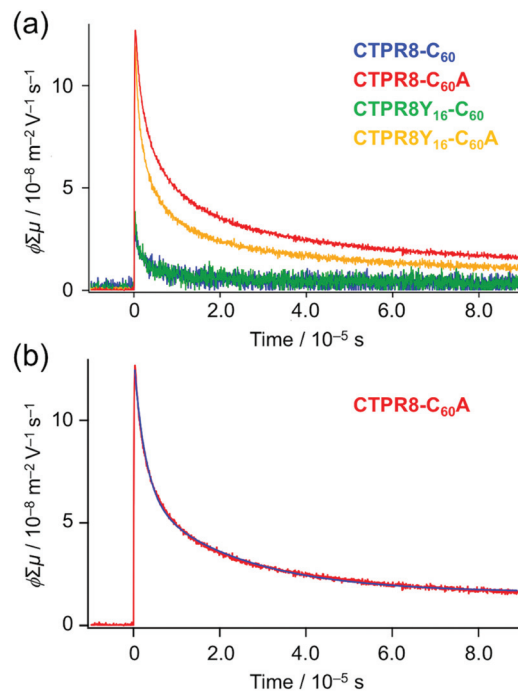 (a)
CTPR8-C₆₀
CTPR8-C₆₀A
CTPR8Y₁₆-C₆₀
CTPR8Y₁₆-C₆₀A
ϕΣμ / 10⁻⁸ m⁻² V⁻¹ s⁻¹
10
5
0
0 2.0 4.0 6.0 8.0
Time / 10⁻⁵ s
(b)
CTPR8-C₆₀A
ϕΣμ / 10⁻⁸ m⁻² V⁻¹ s⁻¹
10
5
0
0 2.0 4.0 6.0 8.0
Time / 10⁻⁵ s